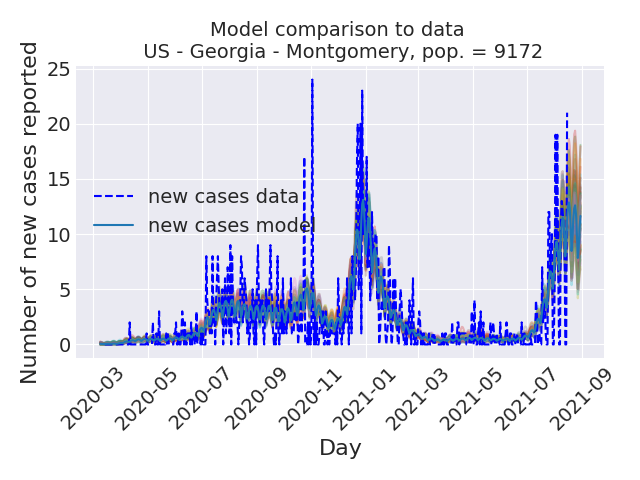 Model comparison to data
US - Georgia - Montgomery, pop. = 9172
Number of new cases reported
25
20
15
10
5
0
new cases data
new cases model
2020-03
2020-05
2020-07
2020-09
2020-11
2021-01
2021-03
2021-05
2021-07
2021-09
Day